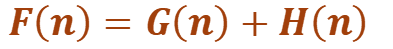 F(n) = G(n) + H(n)